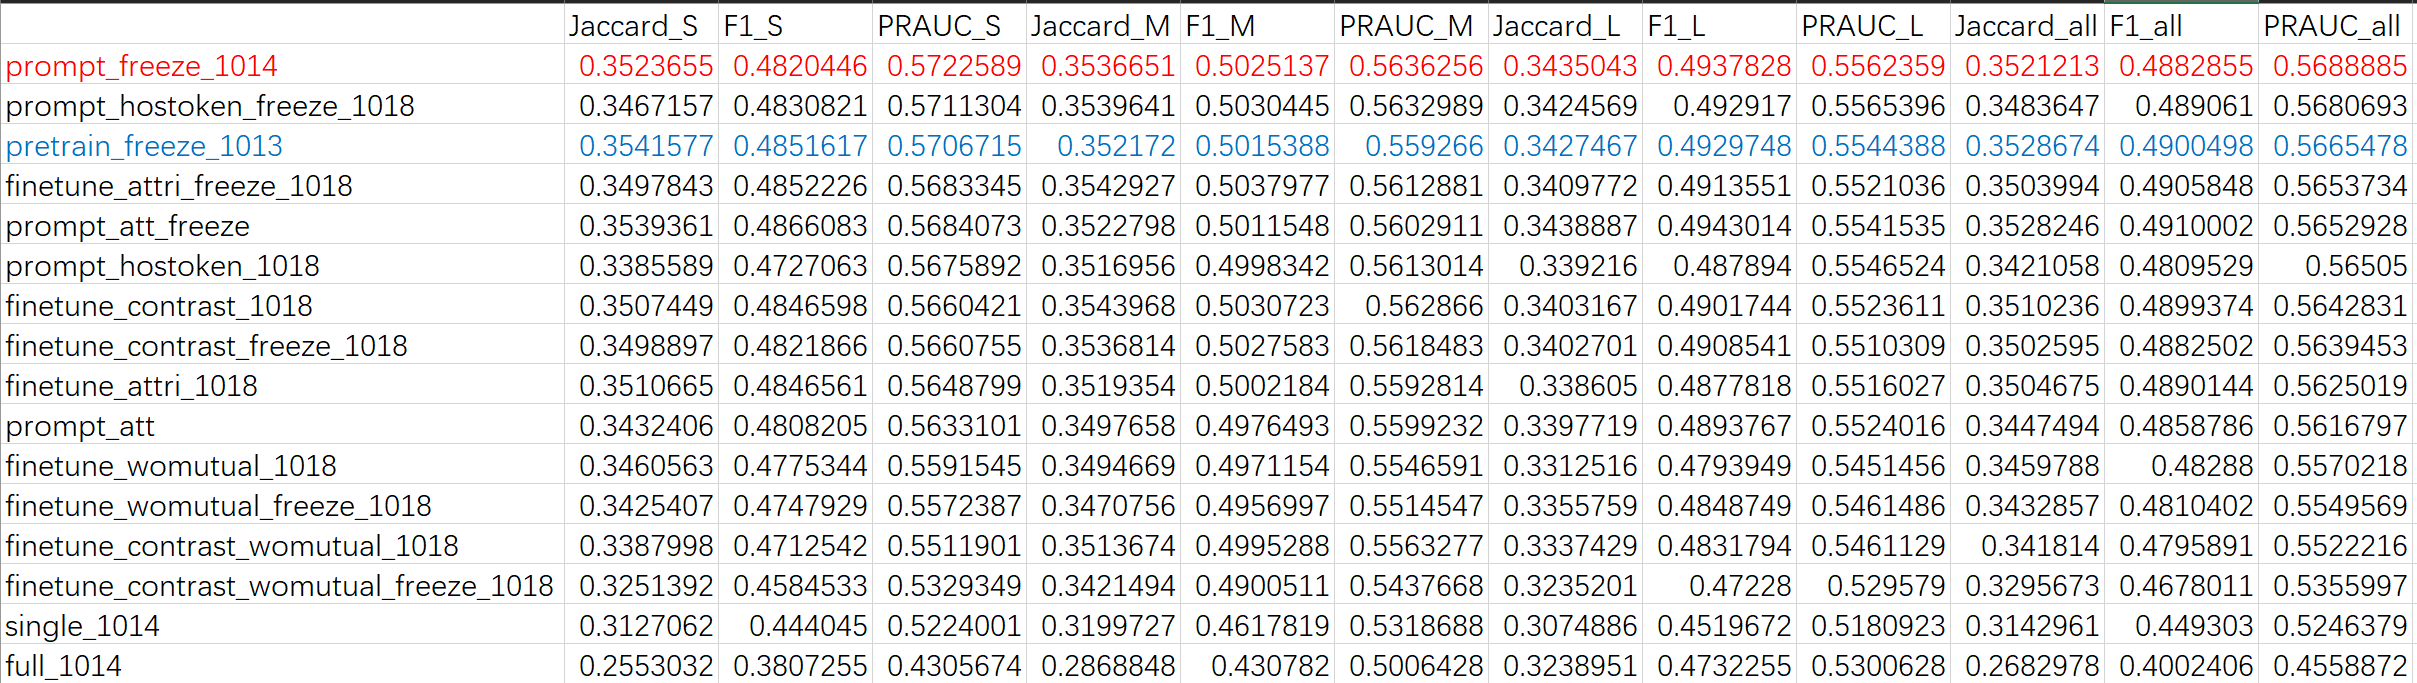 Jaccard_S F1_S PRAUC_S Jaccard_M F1_M PRAUC_M Jaccard_L F1_L PRAUC_L Jaccard_all F1_all PRAUC_all
prompt_freeze_1014 0.3523655 0.4820446 0.5722589 0.3536651 0.5025137 0.5636256 0.3435043 0.4937828 0.5562359 0.3521213 0.4882855 0.5688885
prompt_hostoken_freeze_1018 0.3467157 0.4830821 0.5711304 0.3539641 0.5030445 0.5632989 0.3424569 0.492917 0.5565396 0.3483647 0.489061 0.5680693
pretrain_freeze_1013 0.3541577 0.4851617 0.5706715 0.352172 0.5015388 0.559266 0.3427467 0.4929748 0.5544388 0.3528674 0.4900498 0.5665478
finetune_attri_freeze_1018 0.3497843 0.4852226 0.5683345 0.3542927 0.5037977 0.5612881 0.3409772 0.4913551 0.5521036 0.3503994 0.4905848 0.5653734
prompt_att_freeze 0.3539361 0.4866083 0.5684073 0.3522798 0.5011548 0.5602911 0.3438887 0.4943014 0.5541535 0.3528246 0.4910002 0.5652928
prompt_hostoken_1018 0.3385589 0.4727063 0.5675892 0.3516956 0.4998342 0.5613014 0.339216 0.487894 0.5546524 0.3421058 0.4809529 0.56505
finetune_contrast_1018 0.3507449 0.4846598 0.5660421 0.3543968 0.5030723 0.562866 0.3403167 0.4901744 0.5523611 0.3510236 0.4899374 0.5642831
finetune_contrast_freeze_1018 0.3498897 0.4821866 0.5660755 0.3536814 0.5027583 0.5618483 0.3402701 0.4908541 0.5510309 0.3502595 0.4882502 0.5639453
finetune_attri_1018 0.3510665 0.4846561 0.5648799 0.3519354 0.5002184 0.5592814 0.338605 0.4877818 0.5516027 0.3504675 0.4890144 0.5625019
prompt_att 0.3432406 0.4808205 0.5633101 0.3497658 0.4976493 0.5599232 0.3397719 0.4893767 0.5524016 0.3447494 0.4858786 0.5616797
finetune_womutual_1018 0.3460563 0.4775344 0.5591545 0.3494669 0.4971154 0.5546591 0.3312516 0.4793949 0.5451456 0.3459788 0.48288 0.5570218
finetune_womutual_freeze_1018 0.3425407 0.4747929 0.5572387 0.3470756 0.4956997 0.5514547 0.3355759 0.4848749 0.5461486 0.3432857 0.4810402 0.5549569
finetune_contrast_womutual_1018 0.3387998 0.4712542 0.5511901 0.3513674 0.4995288 0.5563277 0.3337429 0.4831794 0.5461129 0.341814 0.4795891 0.5522216
finetune_contrast_womutual_freeze_1018 0.3251392 0.4584533 0.5329349 0.3421494 0.4900511 0.5437668 0.3235201 0.47228 0.529579 0.3295673 0.4678011 0.5355997
single_1014 0.3127062 0.444045 0.5224001 0.3199727 0.4617819 0.5318688 0.3074886 0.4519672 0.5180923 0.3142961 0.449303 0.5246379
full_1014 0.2553032 0.3807255 0.4305674 0.2868848 0.430782 0.5006428 0.3238951 0.4732255 0.5300628 0.2682978 0.4002406 0.4558872